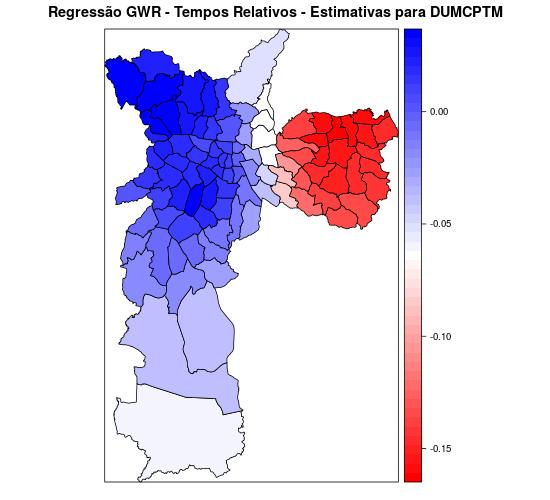 Regressão GWR - Tempos Relativos - Estimativas para DUMCPTM
0.00
-0.05
-0.10
-0.15